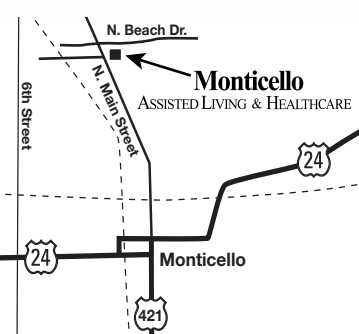 N. Beach Dr.
N. Main Street
Monticello
ASSISTED LIVING & HEALTHCARE
6th Street
24
24
Monticello
421